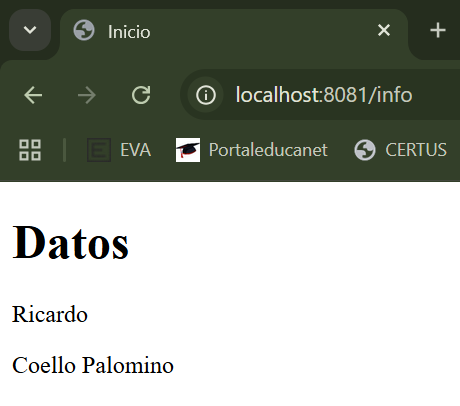 Inicio
localhost:8081/info
EVA Portaleducanet CERTUS
Datos
Ricardo
Coello Palomino